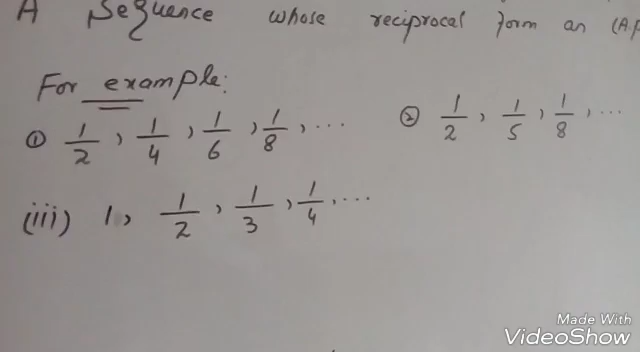 A Sequence whose reciprocal form an (A.P
For example:
① 1/2, 1/4, 1/6, 1/8, ... ② 1/2, 1/5, 1/8, ...
(iii) 1, 1/2, 1/3, 1/4, ...
Made With
VideoShow